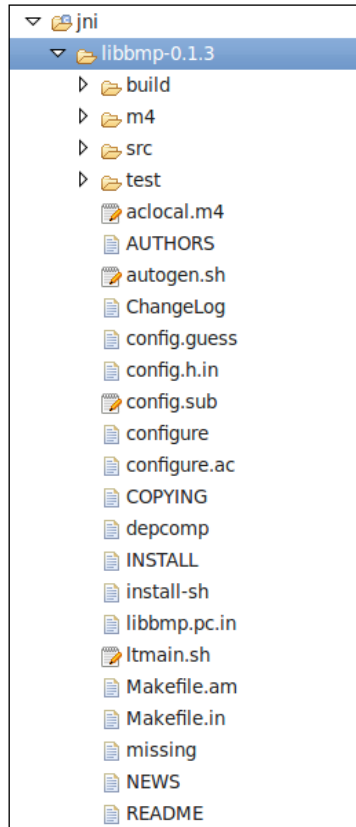 jni
libbmp-0.1.3
build
m4
src
test
aclocal.m4
AUTHORS
autogen.sh
ChangeLog
config.guess
config.h.in
config.sub
configure
configure.ac
COPYING
depcomp
INSTALL
install-sh
libbmp.pc.in
ltmain.sh
Makefile.am
Makefile.in
missing
NEWS
README